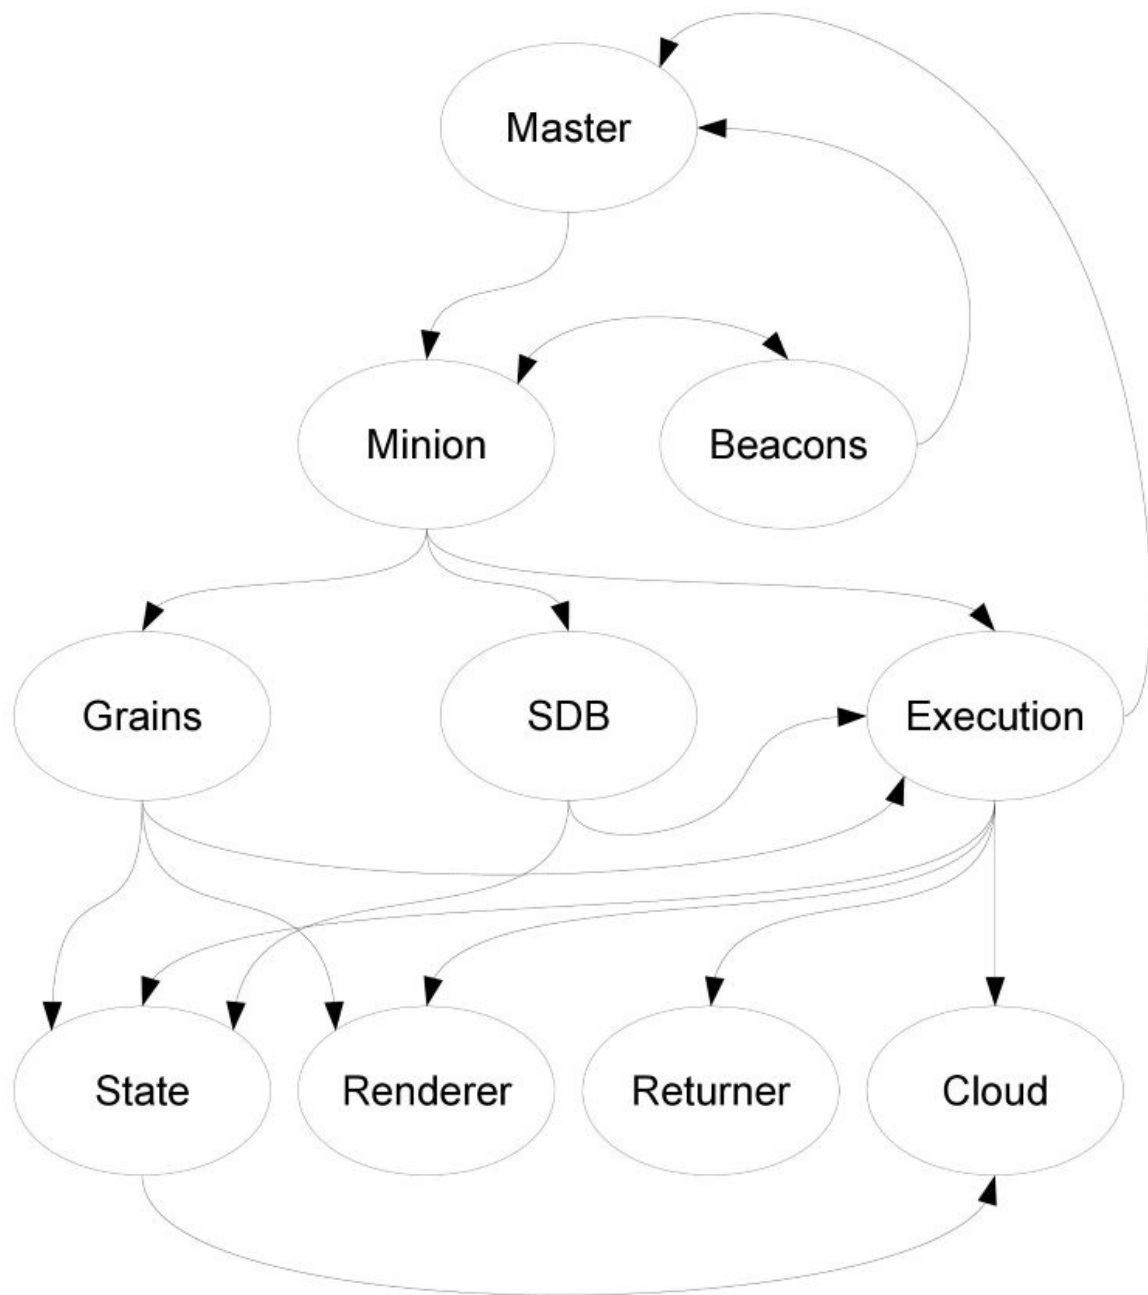 Master
Minion
Beacons
Grains
SDB
Execution
State
Renderer
Returner
Cloud